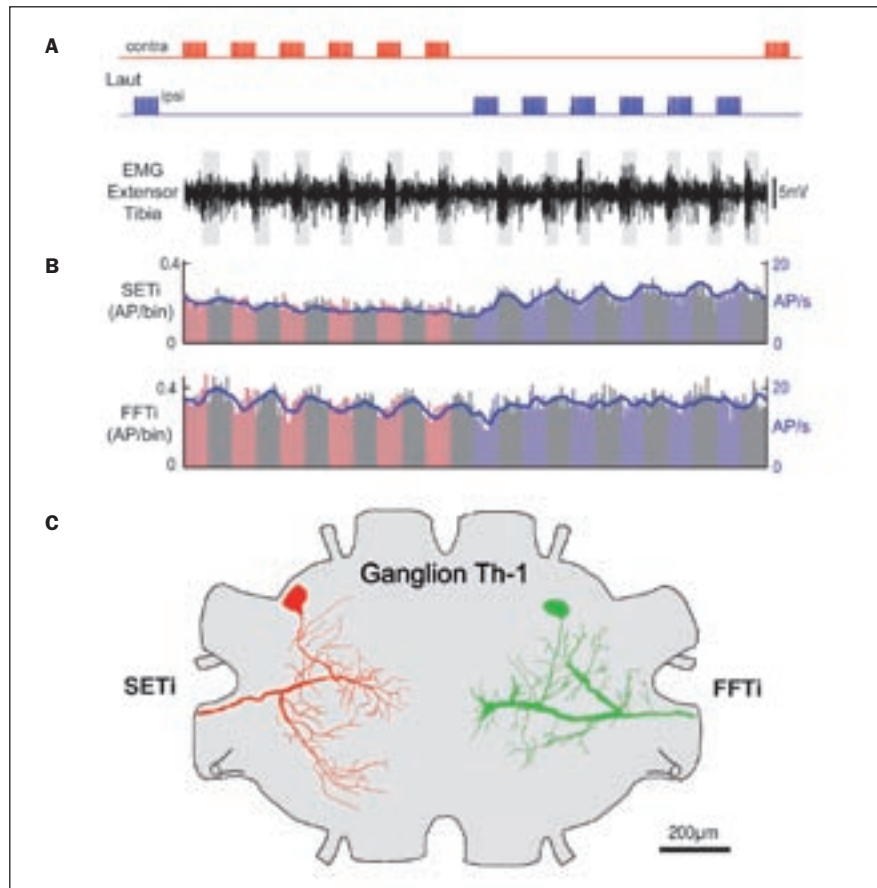 A
contra
Laut
ipsi
EMG
Extensor
Tibia
5mV
B
0.4
SETi
(AP/bin)
0
20
AP/s
0
0.4
FFTi
(AP/bin)
0
20
AP/s
0
C
Ganglion Th-1
SETi
FFTi
200µm